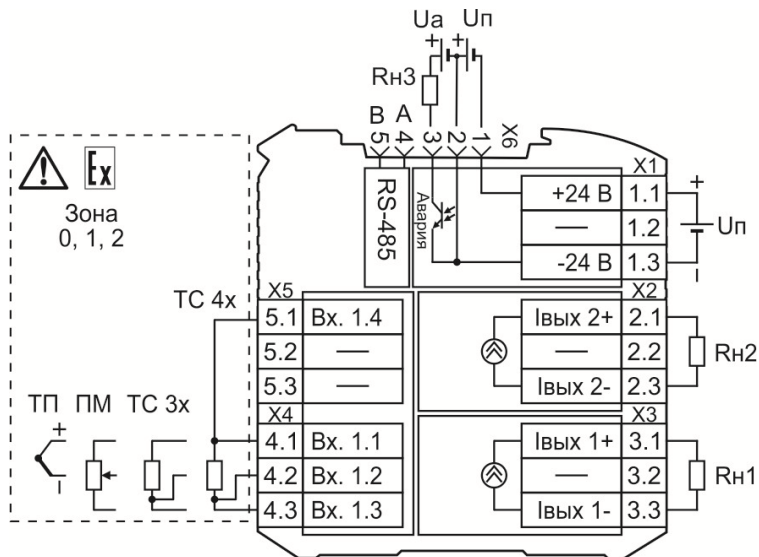 Uа Uп
+ +
Rн3
B A
5 4 3 2 1 X6
Ex
Зона
0, 1, 2
RS-485
Авария
X1
+24 В 1.1
— 1.2
-24 В 1.3
+
Uп
–
ТС 4х
X5
5.1 Вх. 1.4
5.2 —
5.3 —
X2
Iвых 2+ 2.1
— 2.2
Iвых 2- 2.3
Rн2
ТП ПМ ТС 3х
+
–
X4
4.1 Вх. 1.1
4.2 Вх. 1.2
4.3 Вх. 1.3
X3
Iвых 1+ 3.1
— 3.2
Iвых 1- 3.3
Rн1